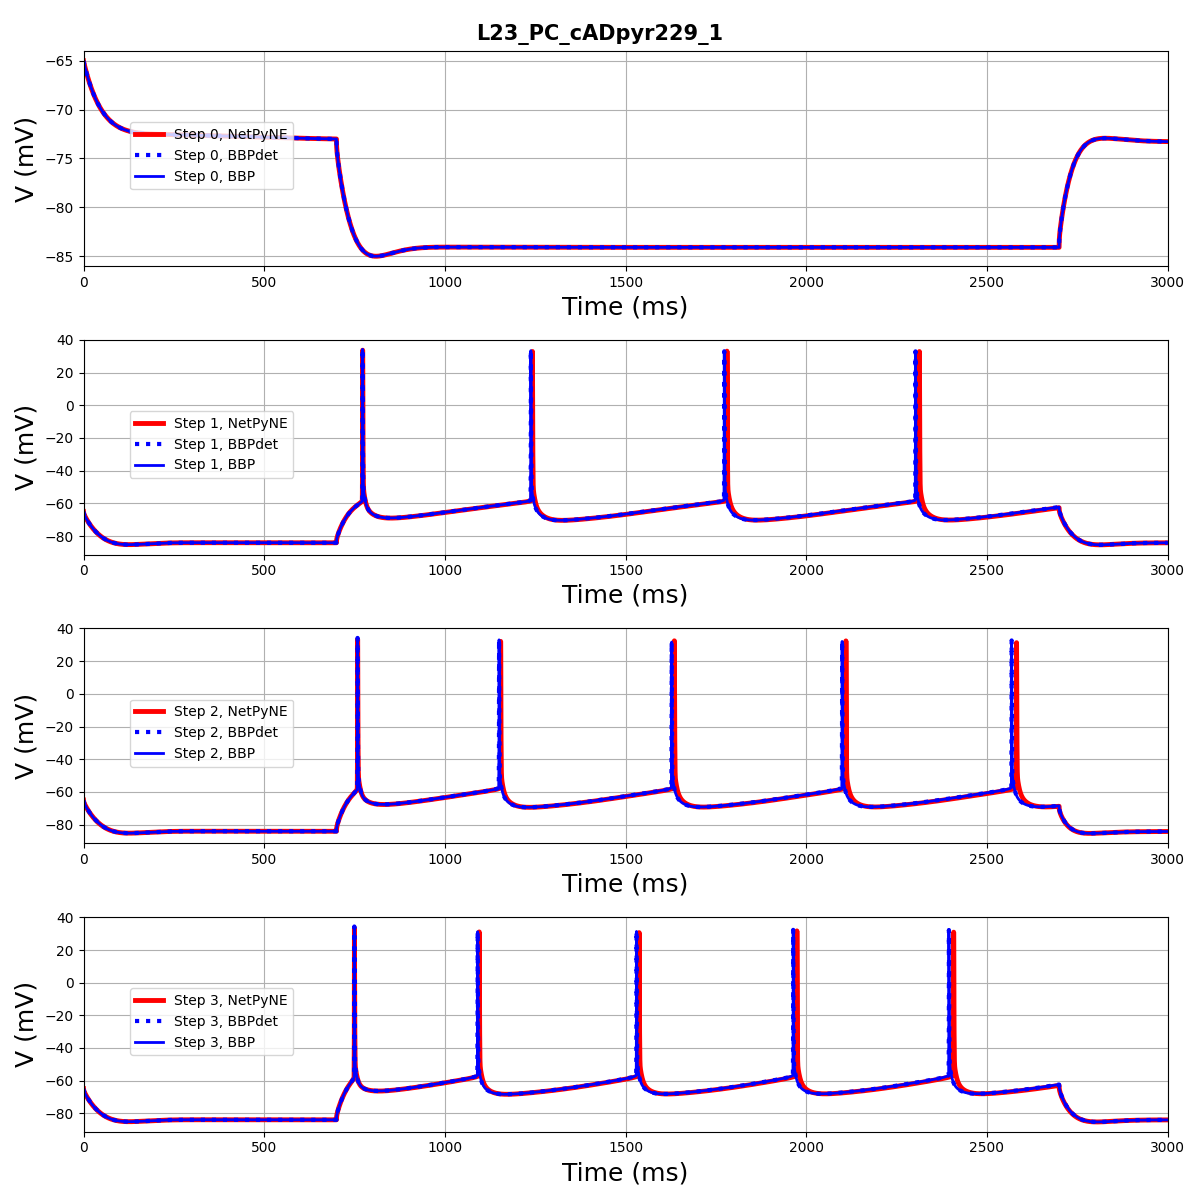 L23_PC_cADpyr229_1
−65
−70
−75
−80
−85
V (mV)
Step 0, NetPyNE
Step 0, BBPdet
Step 0, BBP
0 500 1000 1500 2000 2500 3000
Time (ms)
40
20
0
−20
−40
−60
−80
V (mV)
Step 1, NetPyNE
Step 1, BBPdet
Step 1, BBP
0 500 1000 1500 2000 2500 3000
Time (ms)
40
20
0
−20
−40
−60
−80
V (mV)
Step 2, NetPyNE
Step 2, BBPdet
Step 2, BBP
0 500 1000 1500 2000 2500 3000
Time (ms)
40
20
0
−20
−40
−60
−80
V (mV)
Step 3, NetPyNE
Step 3, BBPdet
Step 3, BBP
0 500 1000 1500 2000 2500 3000
Time (ms)